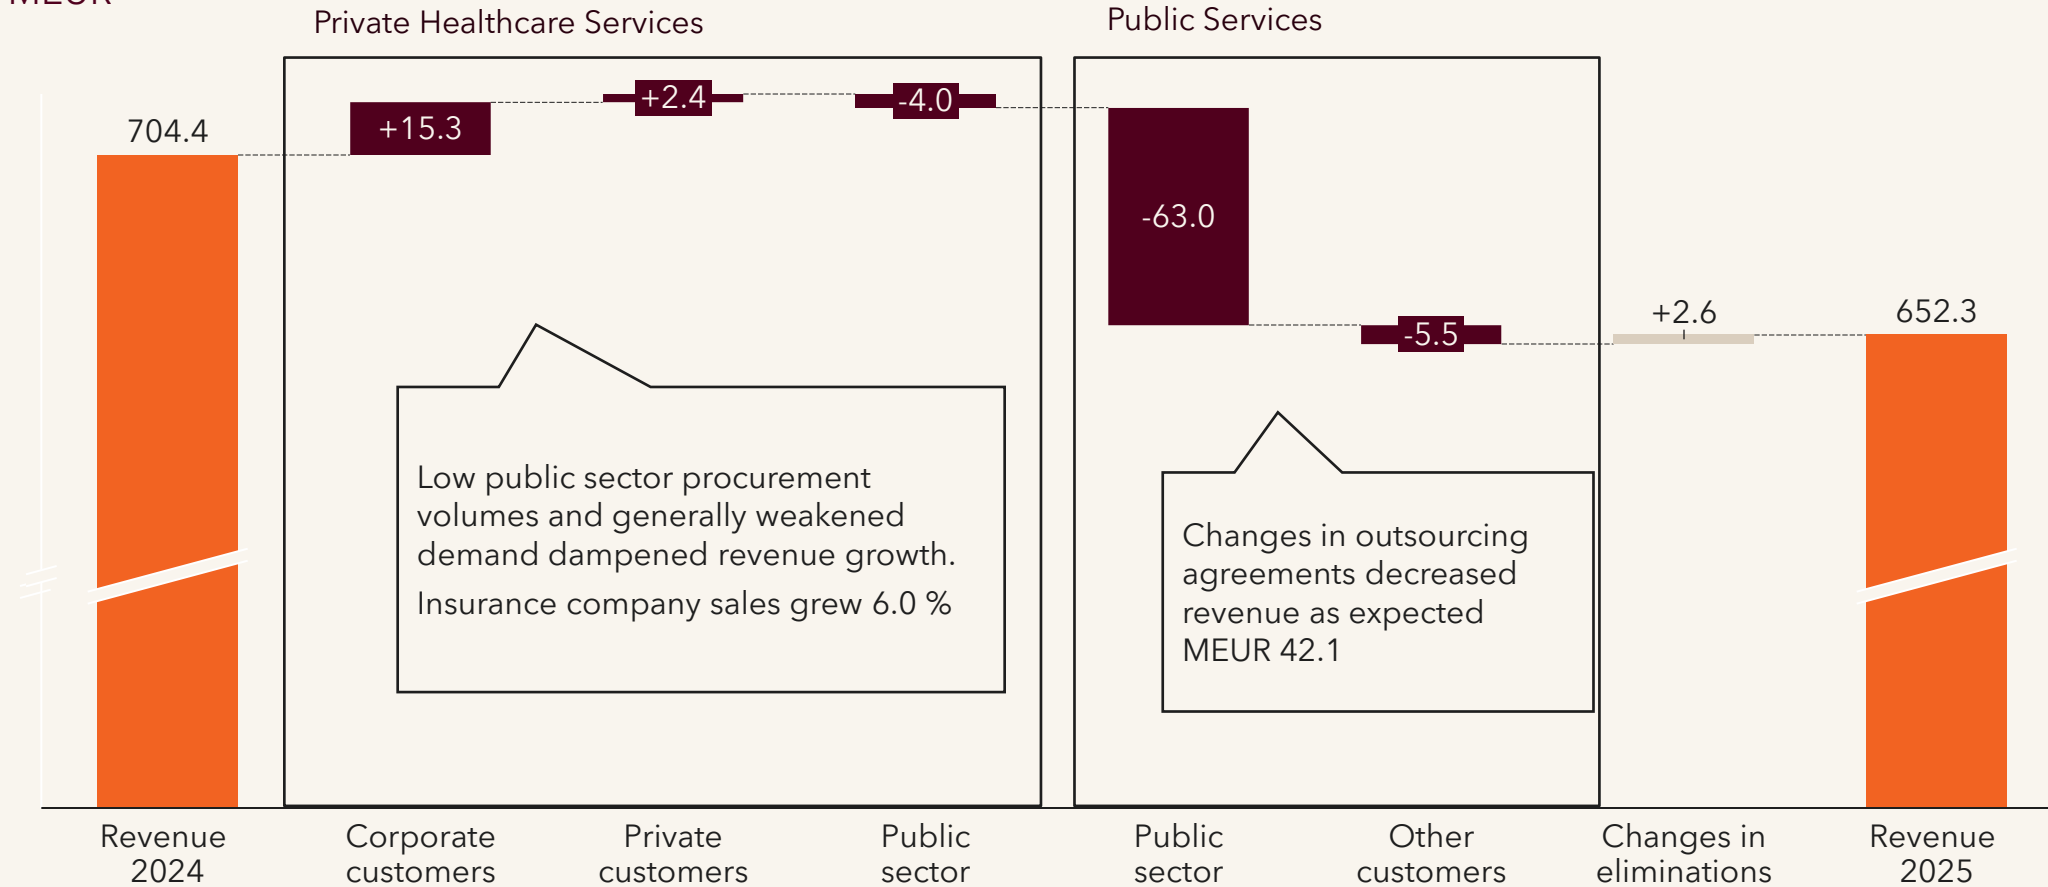 MEUR
Private Healthcare Services
Public Services
704.4
+15.3
+2.4
-4.0
-63.0
-5.5
+2.6
652.3
Low public sector procurement
volumes and generally weakened
demand dampened revenue growth.
Insurance company sales grew 6.0 %
Changes in outsourcing
agreements decreased
revenue as expected
MEUR 42.1
Revenue
2024
Corporate
customers
Private
customers
Public
sector
Public
sector
Other
customers
Changes in
eliminations
Revenue
2025